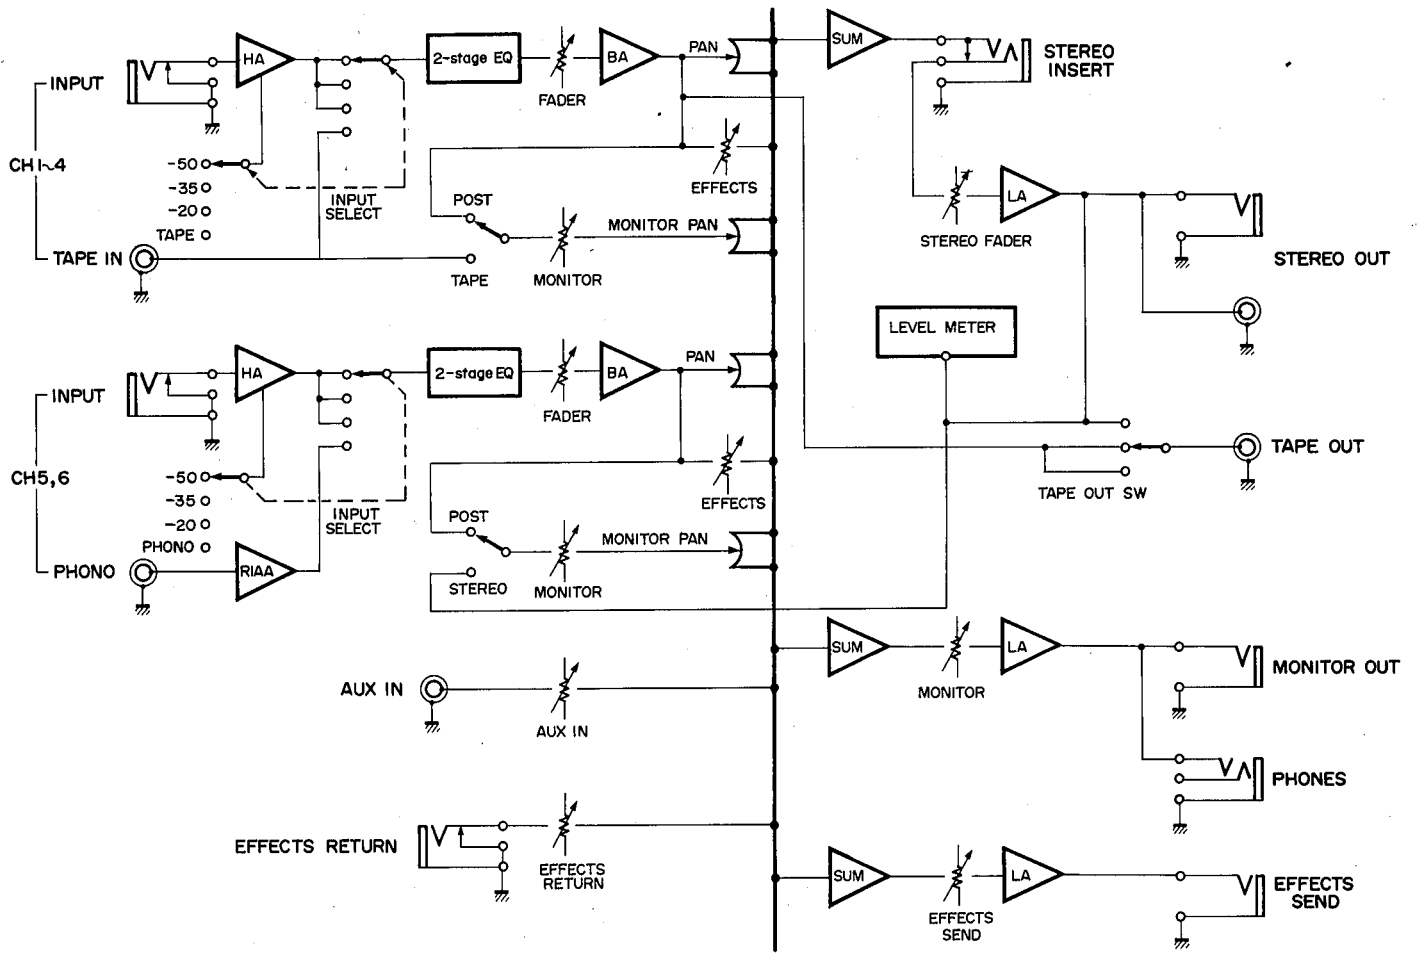 INPUT
CH1~4
TAPE IN
HA
-50
-35
-20
TAPE
INPUT
SELECT
2-stage EQ
FADER
BA
PAN
EFFECTS
POST
TAPE
MONITOR
MONITOR PAN
INPUT
CH5,6
PHONO
HA
-50
-35
-20
PHONO
RIAA
INPUT
SELECT
2-stage EQ
FADER
BA
PAN
EFFECTS
POST
STEREO
MONITOR
MONITOR PAN
AUX IN
AUX IN
EFFECTS RETURN
EFFECTS
RETURN
SUM
STEREO
INSERT
STEREO FADER
LA
STEREO OUT
LEVEL METER
TAPE OUT
TAPE OUT SW
SUM
MONITOR
LA
MONITOR OUT
PHONES
SUM
EFFECTS
SEND
LA
EFFECTS
SEND